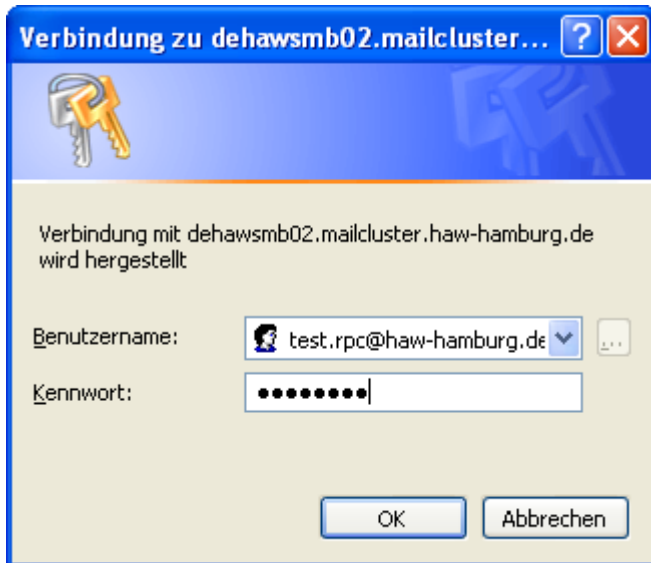 Verbindung zu dehawsmb02.mailcluster...
Verbindung mit dehawsmb02.mailcluster.haw-hamburg.de
wird hergestellt
Benutzername:
test.rpc@haw-hamburg.de
...
Kennwort:
●●●●●●●●
OK
Abbrechen